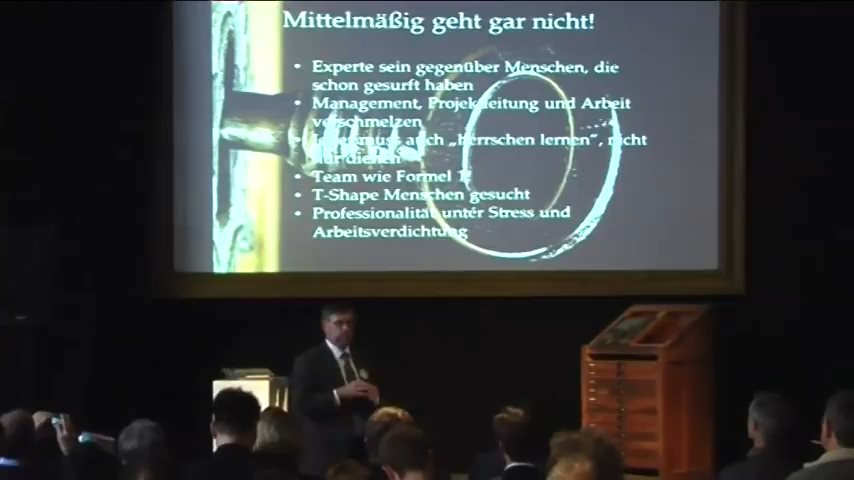 Mittelmäßig geht gar nicht!
• Experte sein gegenüber Menschen, die
schon gesurft haben
• Management, Projektleitung und Arbeit
verschmelzen
• muss auch „herrschen lernen“, nicht
nur dienen
• Team wie Formel 1!
• T-Shape Menschen gesucht
• Professionalität unter Stress und
Arbeitsverdichtung